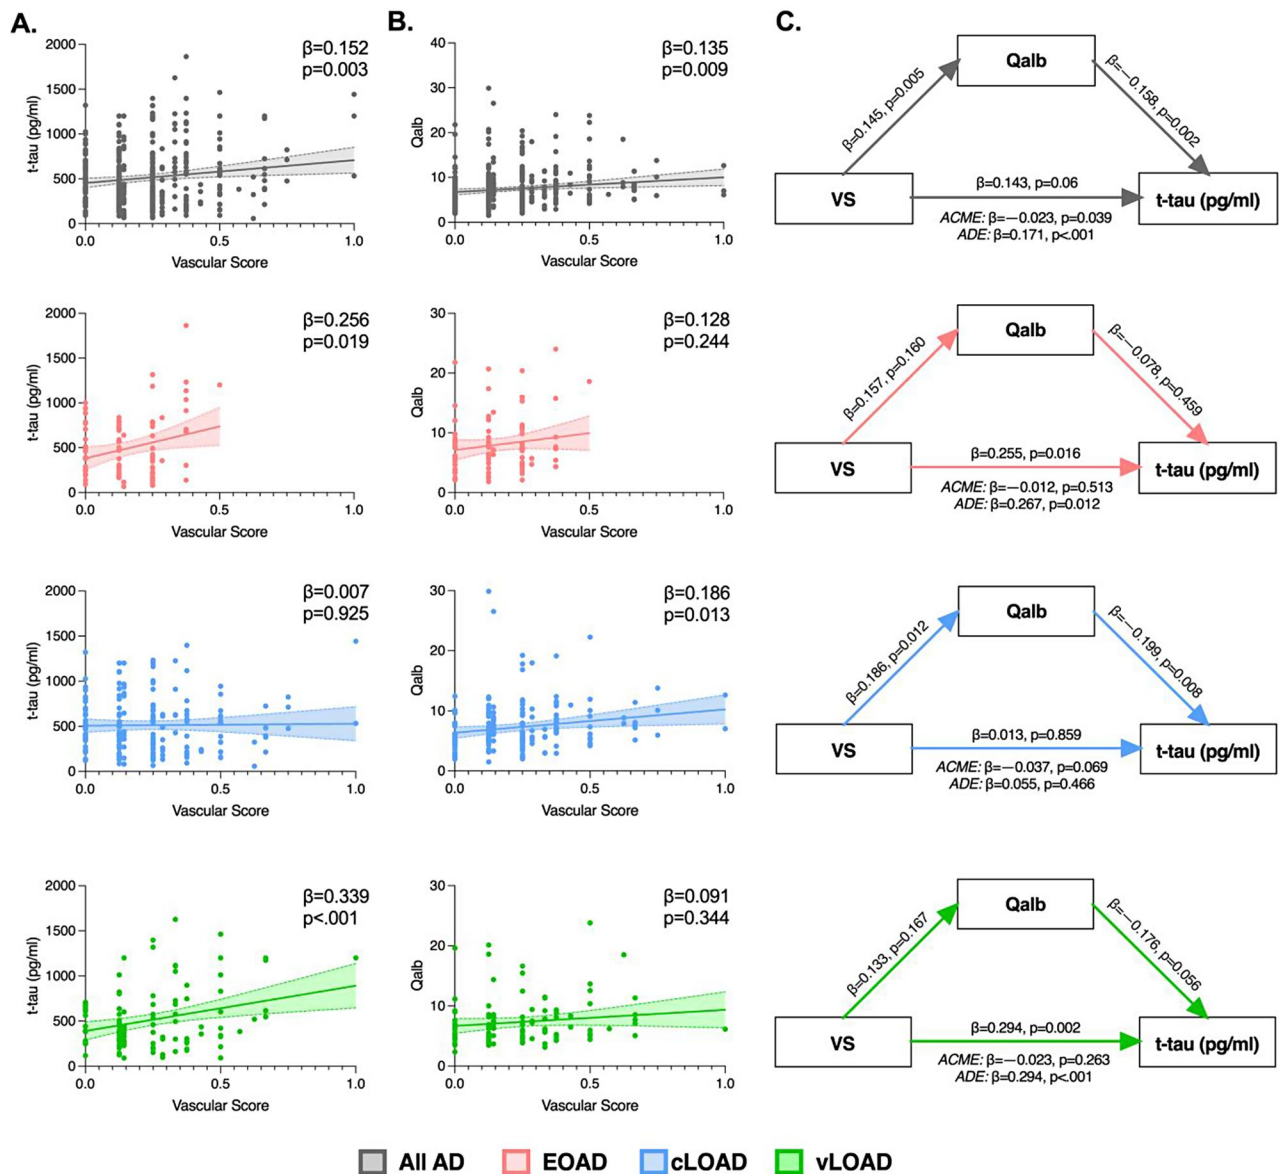 A.
B.
C.
2000
1500
1000
500
0
t-tau (pg/ml)
0.0
0.5
1.0
Vascular Score
β=0.152
p=0.003
40
30
20
10
0
Qalb
0.0
0.5
1.0
Vascular Score
β=0.135
p=0.009
Qalb
β=0.145, p=0.005
β=−0.158, p=0.002
VS
β=0.143, p=0.06
t-tau (pg/ml)
ACME: β=−0.023, p=0.039
ADE: β=0.171, p<.001
2000
1500
1000
500
0
t-tau (pg/ml)
0.0
0.5
1.0
Vascular Score
β=0.256
p=0.019
30
20
10
0
Qalb
0.0
0.5
1.0
Vascular Score
β=0.128
p=0.244
Qalb
β=0.157, p=0.160
β=−0.078, p=0.459
VS
β=0.255, p=0.016
t-tau (pg/ml)
ACME: β=−0.012, p=0.513
ADE: β=0.267, p=0.012
2000
1500
1000
500
0
t-tau (pg/ml)
0.0
0.5
1.0
Vascular Score
β=0.007
p=0.925
30
20
10
0
Qalb
0.0
0.5
1.0
Vascular Score
β=0.186
p=0.013
Qalb
β=0.186, p=0.012
β=−0.199, p=0.008
VS
β=0.013, p=0.859
t-tau (pg/ml)
ACME: β=−0.037, p=0.069
ADE: β=0.055, p=0.466
2000
1500
1000
500
0
t-tau (pg/ml)
0.0
0.5
1.0
Vascular Score
β=0.339
p<.001
30
20
10
0
Qalb
0.0
0.5
1.0
Vascular Score
β=0.091
p=0.344
Qalb
β=0.133, p=0.167
β=−0.176, p=0.056
VS
β=0.294, p=0.002
t-tau (pg/ml)
ACME: β=−0.023, p=0.263
ADE: β=0.294, p<.001
All AD
EOAD
cLOAD
vLOAD